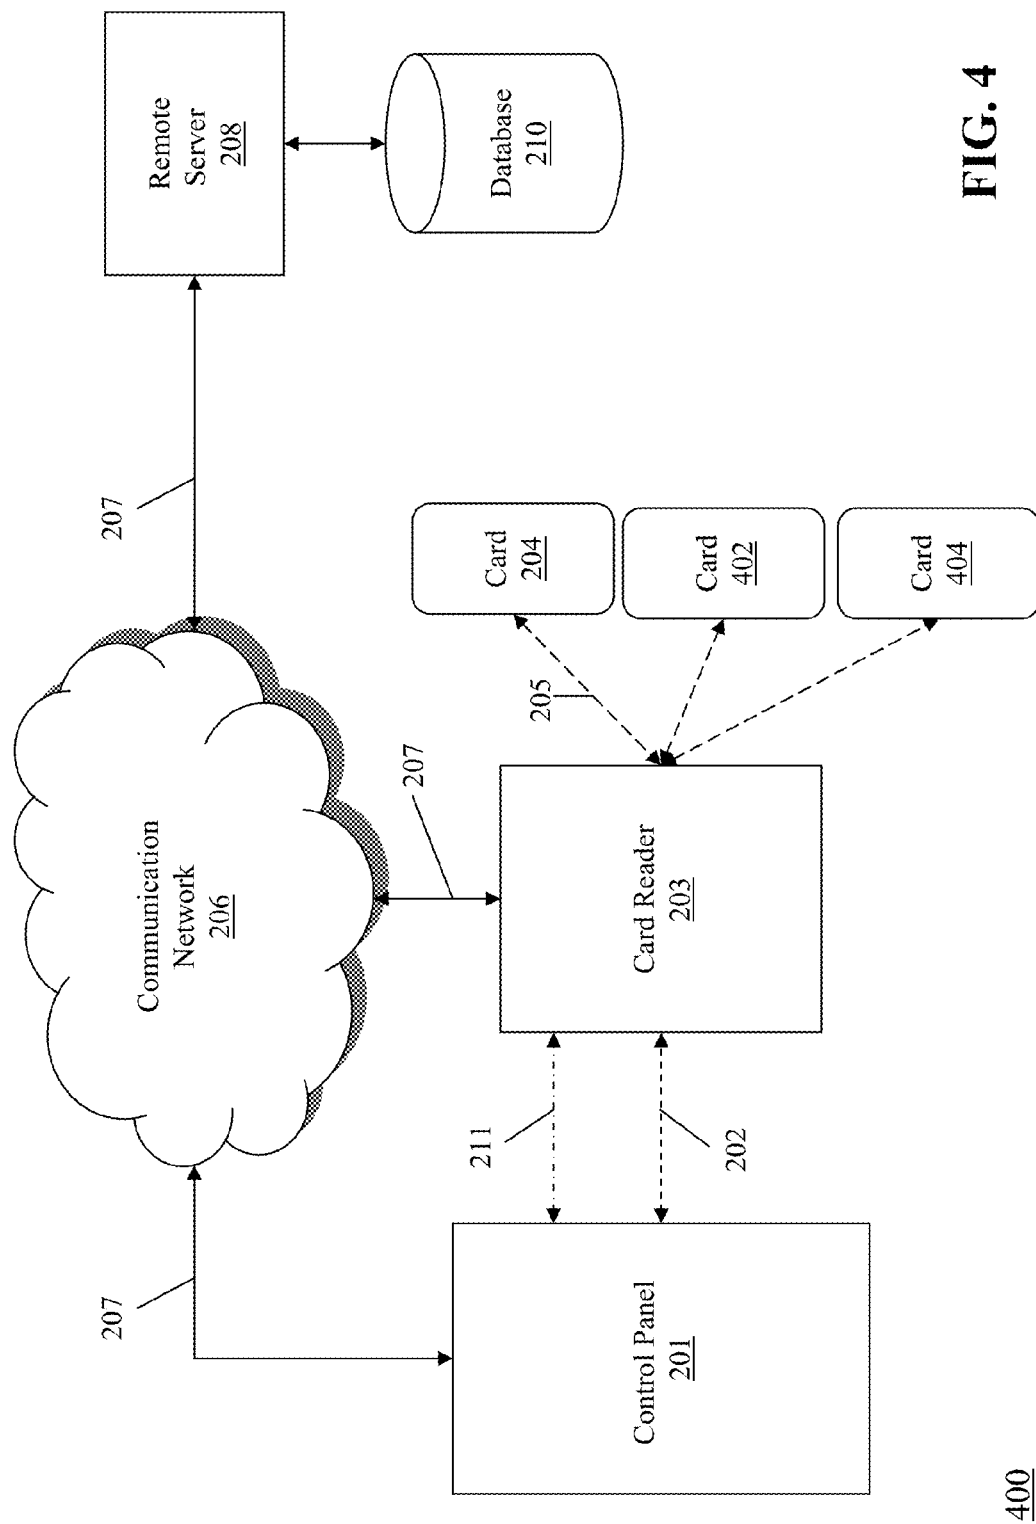 400
207
Communication
Network
206
207
Remote
Server
208
Database
210
207
Control Panel
201
211
202
Card Reader
203
205
Card
204
Card
402
Card
404
FIG. 4